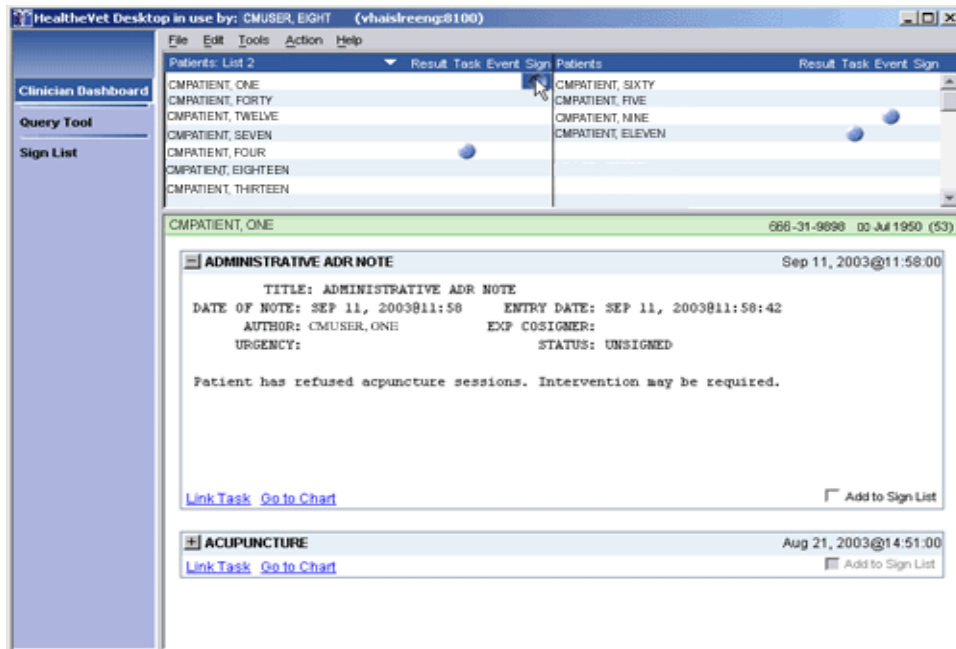 HealtheVet Desktop in use by: CMUSER, EIGHT (vhaislreeng:8100)
File Edit Tools Action Help
Clinician Dashboard
Query Tool
Sign List
Patients: List 2 Result Task Event Sign
CMPATIENT, ONE
CMPATIENT, FORTY
CMPATIENT, TWELVE
CMPATIENT, SEVEN
CMPATIENT, FOUR
CMPATIENT, EIGHTEEN
CMPATIENT, THIRTEEN
Patients Result Task Event Sign
CMPATIENT, SIXTY
CMPATIENT, FIVE
CMPATIENT, NINE
CMPATIENT, ELEVEN
CMPATIENT, ONE 666-31-9898 00 Jul 1950 (53)
ADMINISTRATIVE ADR NOTE Sep 11, 2003@11:58:00
TITLE: ADMINISTRATIVE ADR NOTE
DATE OF NOTE: SEP 11, 2003@11:58 ENTRY DATE: SEP 11, 2003@11:58:42
AUTHOR: CMUSER, ONE EXP COSIGNER:
URGENCY: STATUS: UNSIGNED
Patient has refused acpuncture sessions. Intervention may be required.
Link Task Go to Chart Add to Sign List
ACUPUNCTURE Aug 21, 2003@14:51:00
Link Task Go to Chart Add to Sign List